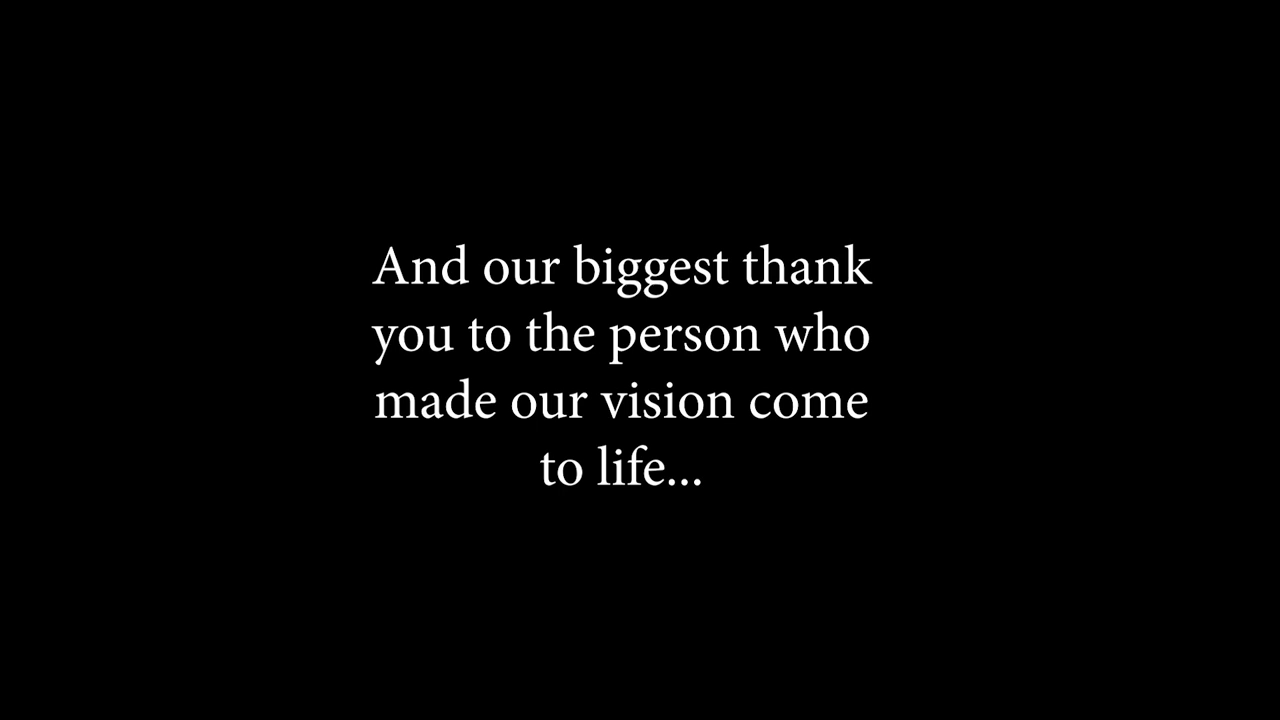 And our biggest thank
you to the person who
made our vision come
to life...